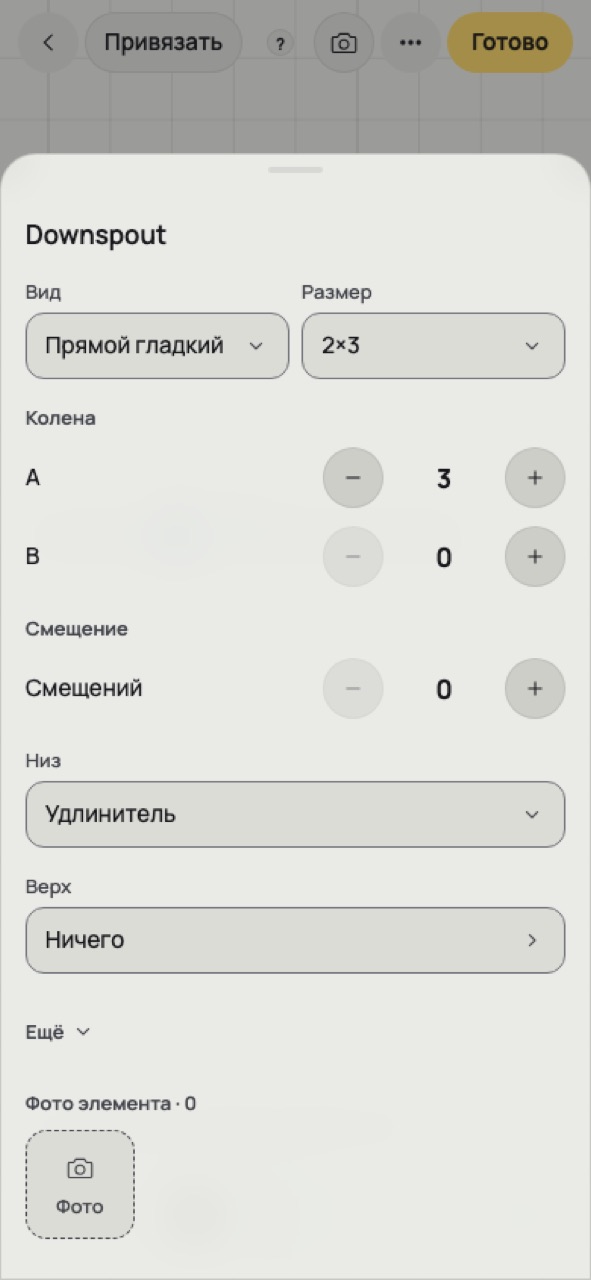 Привязать ? Готово
Downspout
Вид Размер
Прямой гладкий 2×3
Колена
A − 3 +
B − 0 +
Смещение
Смещений − 0 +
Низ
Удлинитель
Верх
Ничего
Ещё
Фото элемента · 0
Фото